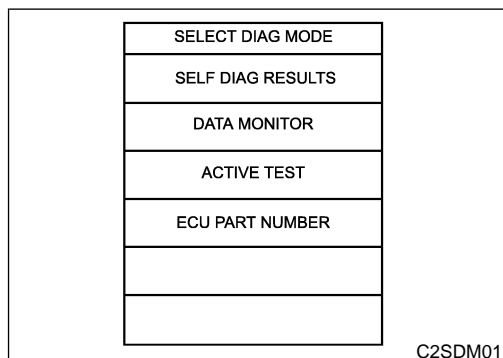 SELECT DIAG MODE
SELF DIAG RESULTS
DATA MONITOR
ACTIVE TEST
ECU PART NUMBER
C2SDM01